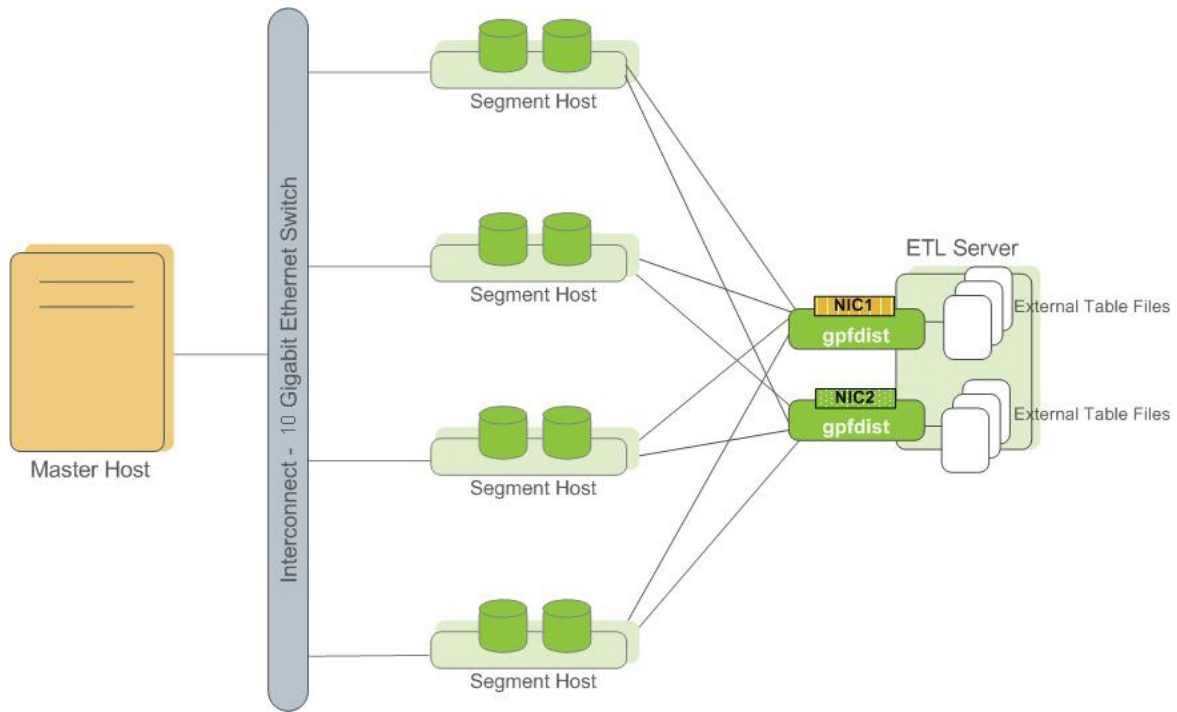 Master Host
Interconnect - 10 Gigabit Ethernet Switch
Segment Host
Segment Host
Segment Host
Segment Host
ETL Server
NIC1
gpfdist
External Table Files
NIC2
gpfdist
External Table Files